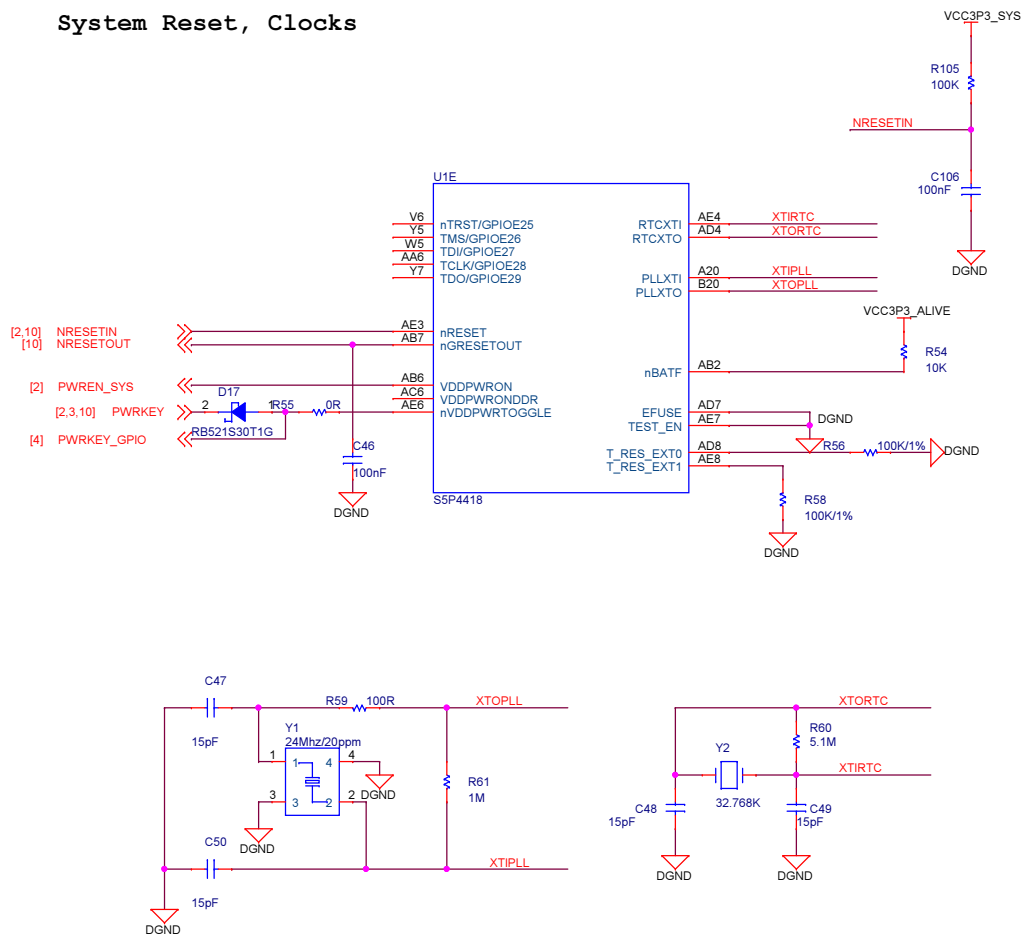 System Reset, Clocks
VCC3P3_SYS
R105
100K
NRESETIN
C106
100nF
DGND
U1E
V6 nTRST/GPIOE25
Y5 TMS/GPIOE26
W5 TDI/GPIOE27
AA6 TCLK/GPIOE28
Y7 TDO/GPIOE29
RTCXTI AE4 XTIRTC
RTCXTO AD4 XTORTC
PLLXTI A20 XTIPLL
PLLXTO B20 XTOPLL
VCC3P3_ALIVE
R54
10K
[2,10] NRESETIN AE3 nRESET
[10] NRESETOUT AB7 nGRESETOUT
nBATF AB2
[2] PWREN_SYS AB6 VDDPWRON
AC6 VDDPWRONDDR
D17
[2,3,10] PWRKEY 2 1 R55 0R AE6 nVDDPWRTOGGLE
RB521S30T1G
[4] PWRKEY_GPIO
EFUSE AD7
TEST_EN AE7
DGND
T_RES_EXT0 AD8 R56 100K/1% DGND
T_RES_EXT1 AE8
C46
100nF
DGND
S5P4418
R58
100K/1%
DGND
C47
15pF
R59 100R
XTOPLL
Y1
24Mhz/20ppm
1 1 4 4
DGND
3 3 2 2
DGND
R61
1M
C50
15pF
XTIPLL
DGND
XTORTC
R60
5.1M
Y2
32.768K
XTIRTC
C48
15pF
C49
15pF
DGND
DGND